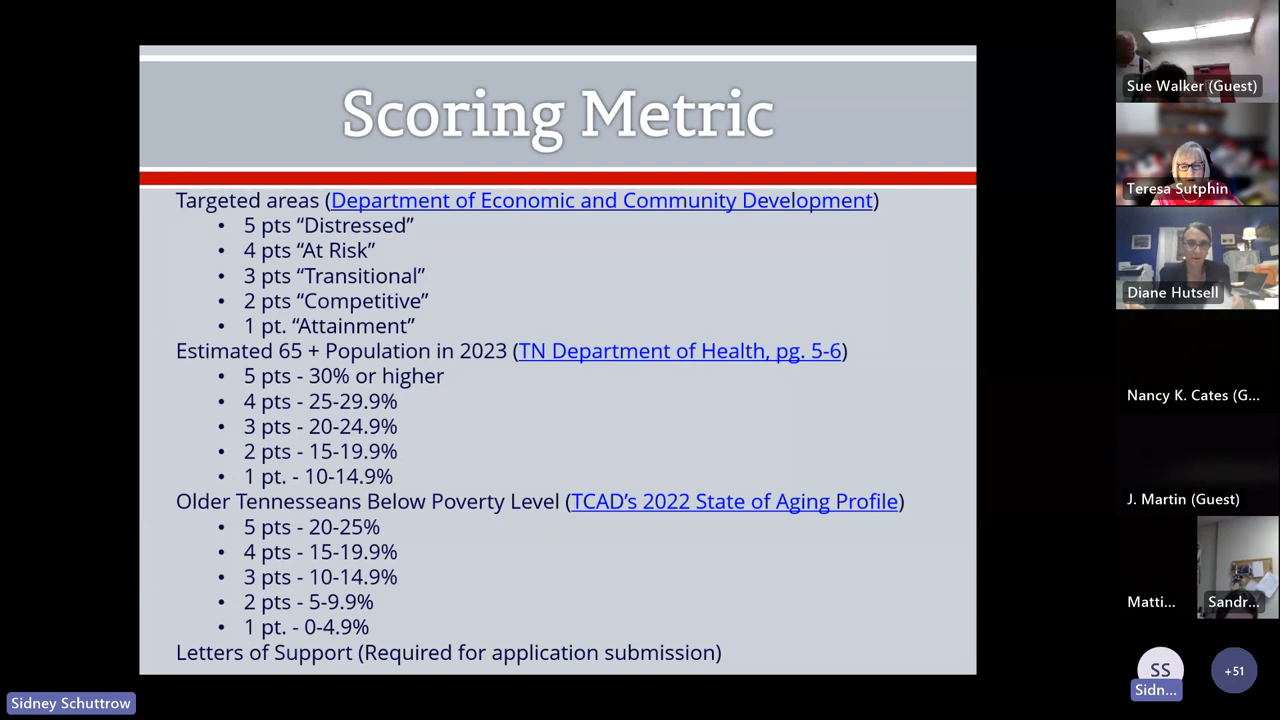 Scoring Metric
Targeted areas (Department of Economic and Community Development)
• 5 pts “Distressed”
• 4 pts “At Risk”
• 3 pts “Transitional”
• 2 pts “Competitive”
• 1 pt. “Attainment”
Estimated 65 + Population in 2023 (TN Department of Health, pg. 5-6)
• 5 pts - 30% or higher
• 4 pts - 25-29.9%
• 3 pts - 20-24.9%
• 2 pts - 15-19.9%
• 1 pt. - 10-14.9%
Older Tennesseans Below Poverty Level (TCAD’s 2022 State of Aging Profile)
• 5 pts - 20-25%
• 4 pts - 15-19.9%
• 3 pts - 10-14.9%
• 2 pts - 5-9.9%
• 1 pt. - 0-4.9%
Letters of Support (Required for application submission)
Sidney Schuttrow
Sue Walker (Guest)
Teresa Sutphin
Diane Hutsell
Nancy K. Cates (G...
J. Martin (Guest)
Matti...
Sandr...
SS
Sidn...
+51